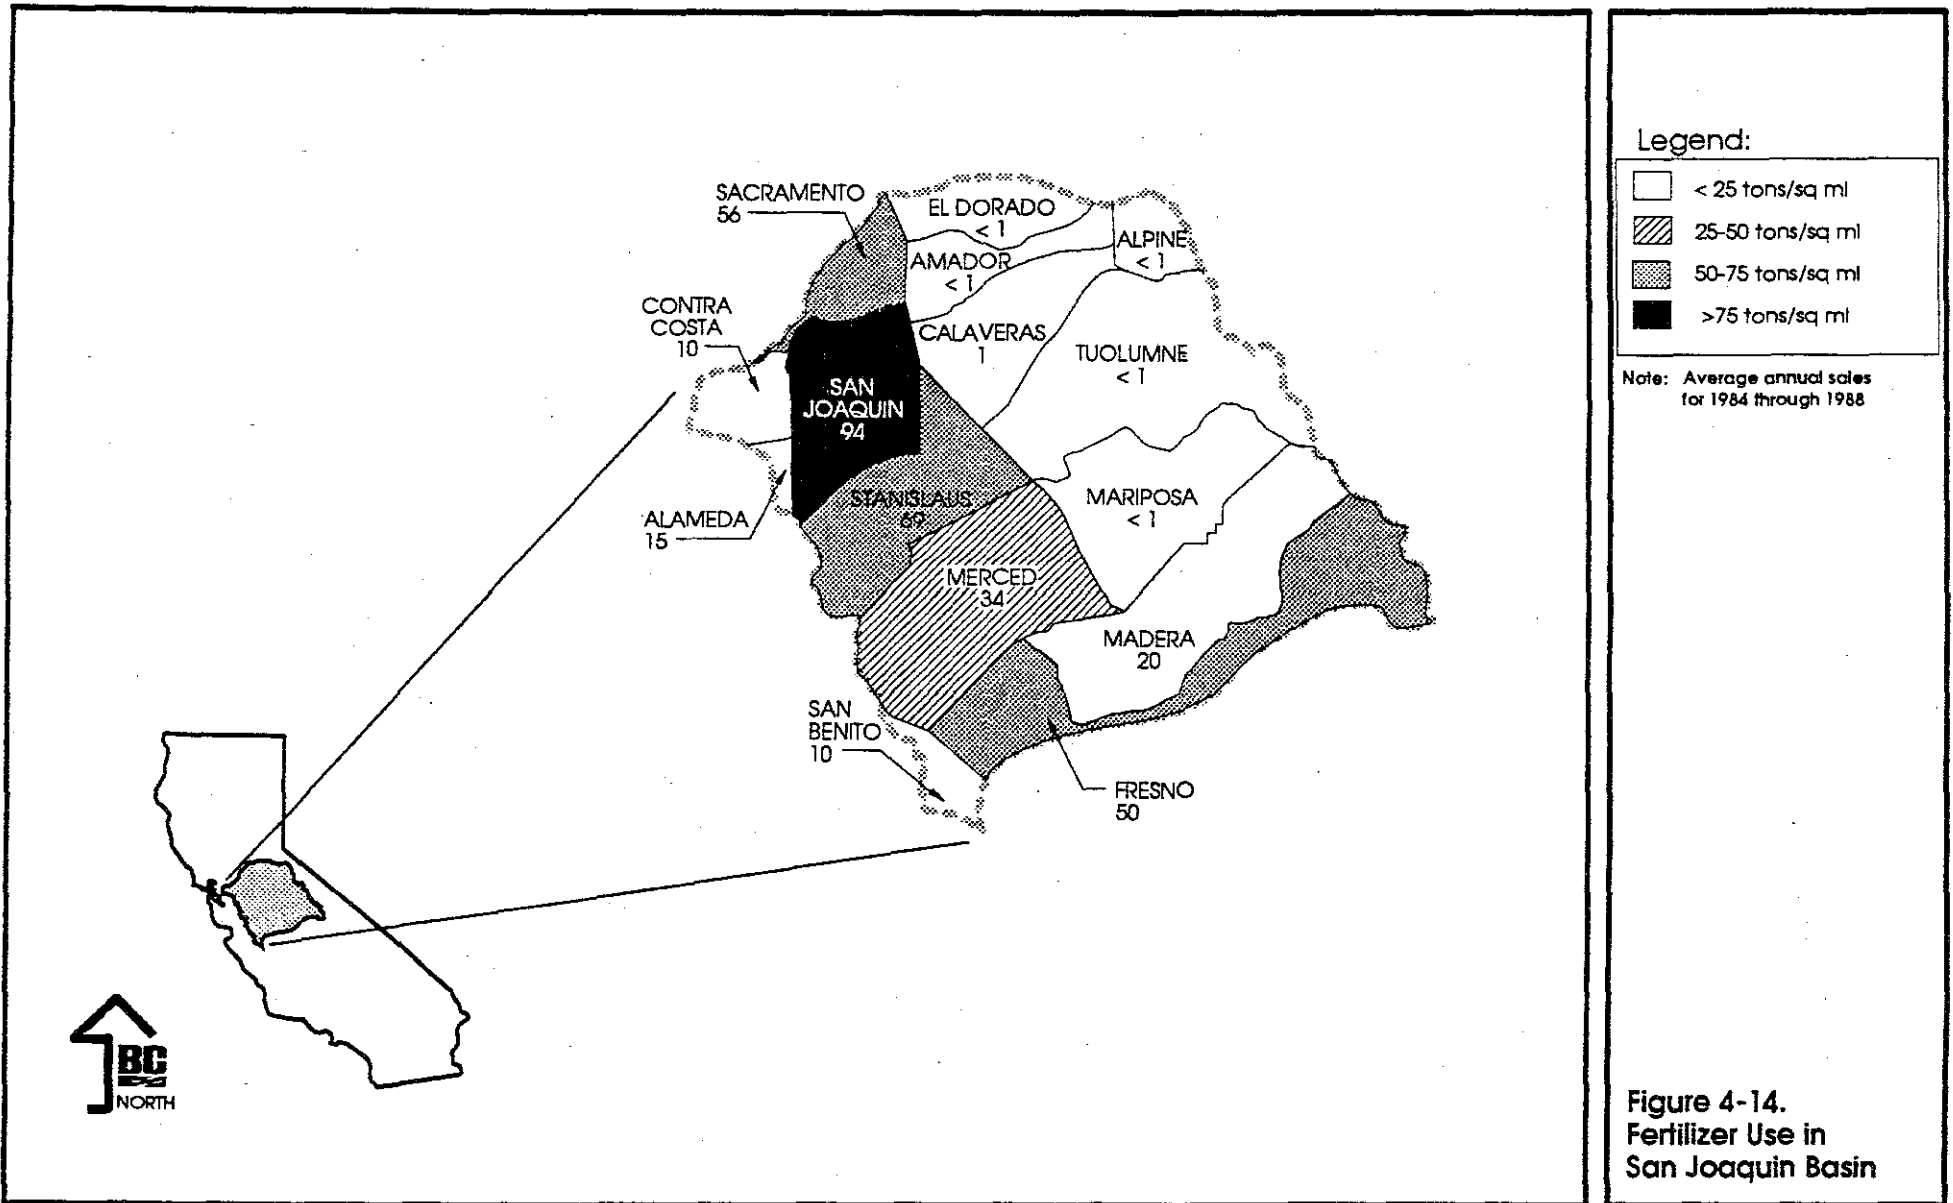 SACRAMENTO
56
EL DORADO
< 1
ALPINE
< 1
AMADOR
< 1
CONTRA
COSTA
10
CALAVERAS
1
TUOLUMNE
< 1
SAN
JOAQUIN
94
STANISLAUS
69
MARIPOSA
< 1
ALAMEDA
15
MERCED
34
MADERA
20
SAN
BENITO
10
FRESNO
50
BC
NORTH
Legend:
< 25 tons/sq mi
25-50 tons/sq mi
50-75 tons/sq mi
>75 tons/sq mi
Note: Average annual sales
for 1984 through 1988
Figure 4-14.
Fertilizer Use in
San Joaquin Basin